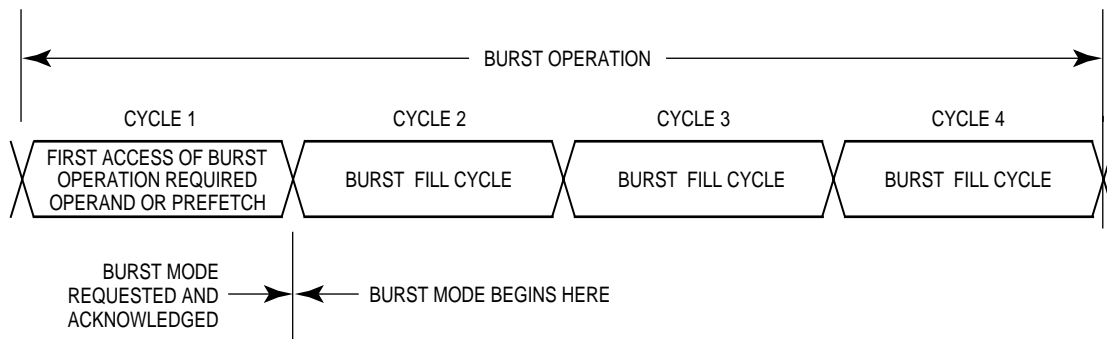 BURST OPERATION
CYCLE 1
CYCLE 2
CYCLE 3
CYCLE 4
FIRST ACCESS OF BURST
OPERATION REQUIRED
OPERAND OR PREFETCH
BURST FILL CYCLE
BURST FILL CYCLE
BURST FILL CYCLE
BURST MODE
REQUESTED AND
ACKNOWLEDGED
BURST MODE BEGINS HERE